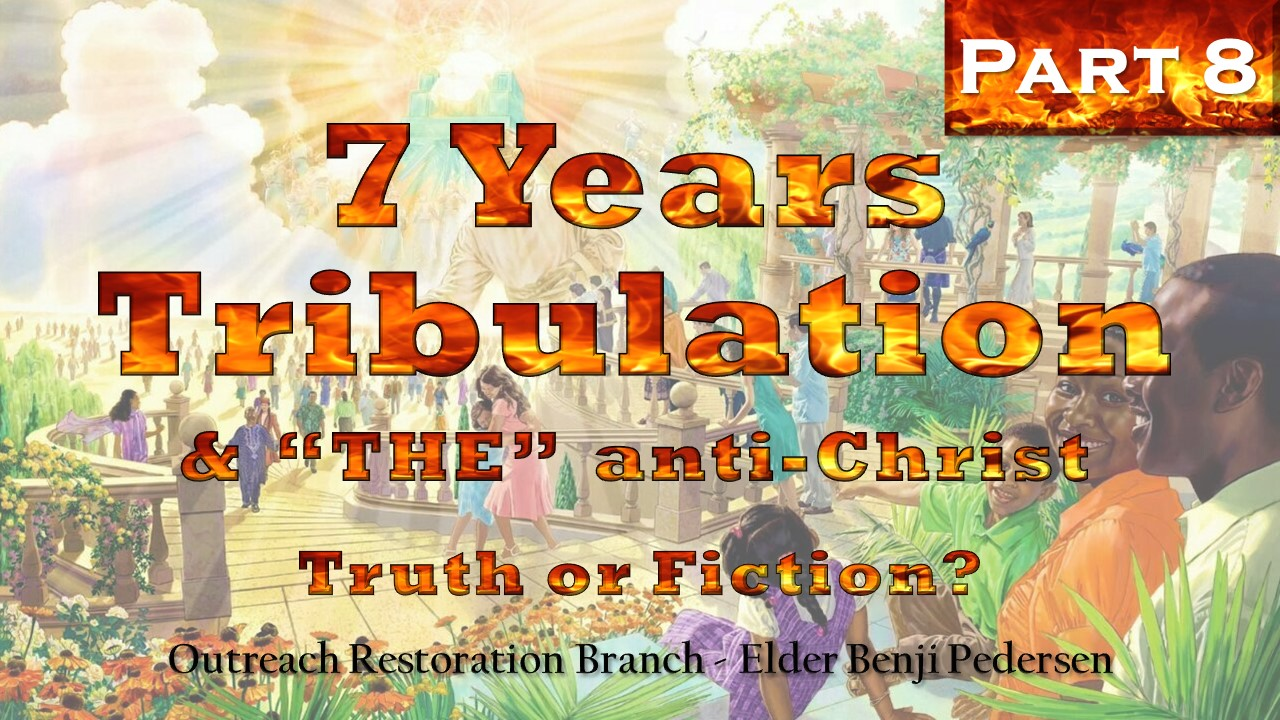 Part 8
7 Years
Tribulation
& “THE” anti-Christ
Truth or Fiction?
Outreach Restoration Branch - Elder Benji Pedersen